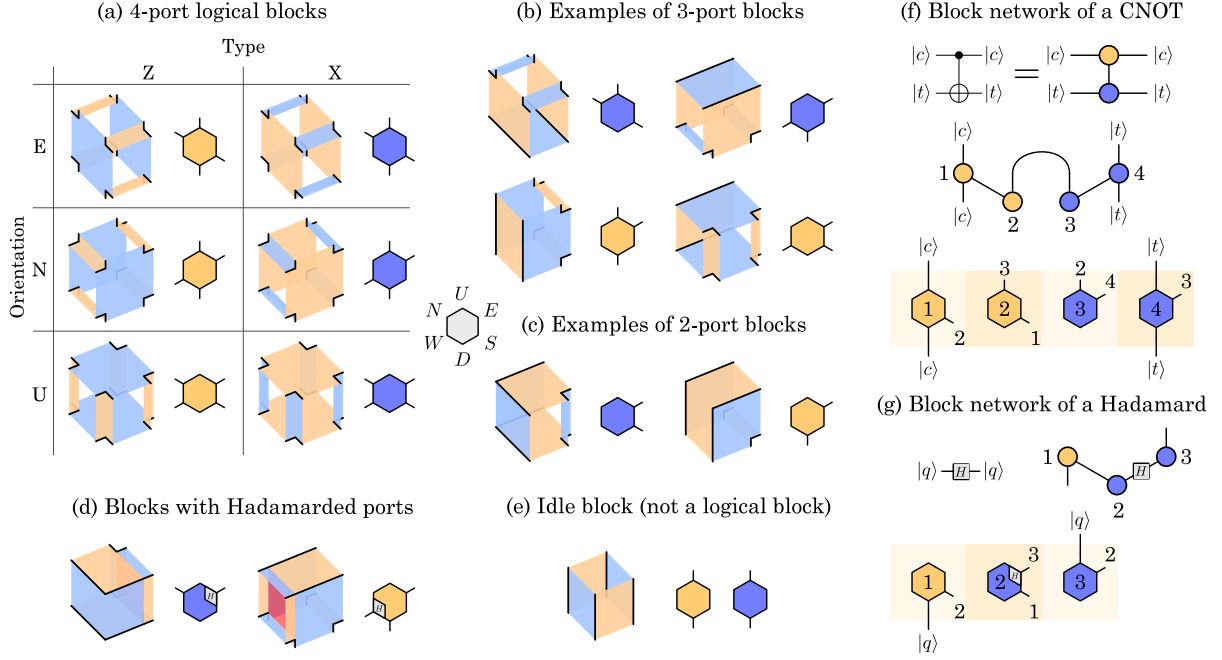 (a) 4-port logical blocks
Type
Z
X
Orientation
E
N
U
(b) Examples of 3-port blocks
U
N
E
W
S
D
(c) Examples of 2-port blocks
(d) Blocks with Hadamarded ports
H
H
(e) Idle block (not a logical block)
(f) Block network of a CNOT
|c⟩ |c⟩ = |c⟩ |c⟩
|t⟩ |t⟩ |t⟩ |t⟩
|c⟩ |t⟩
1 4
|c⟩ 2 3 |t⟩
|c⟩ 3 2 |t⟩
4 3
1 2 3 4
2 1
|c⟩ |t⟩
(g) Block network of a Hadamard
|q⟩ H |q⟩
1 H 3
2
|q⟩
3 2
1 2 H 3
2 1
|q⟩